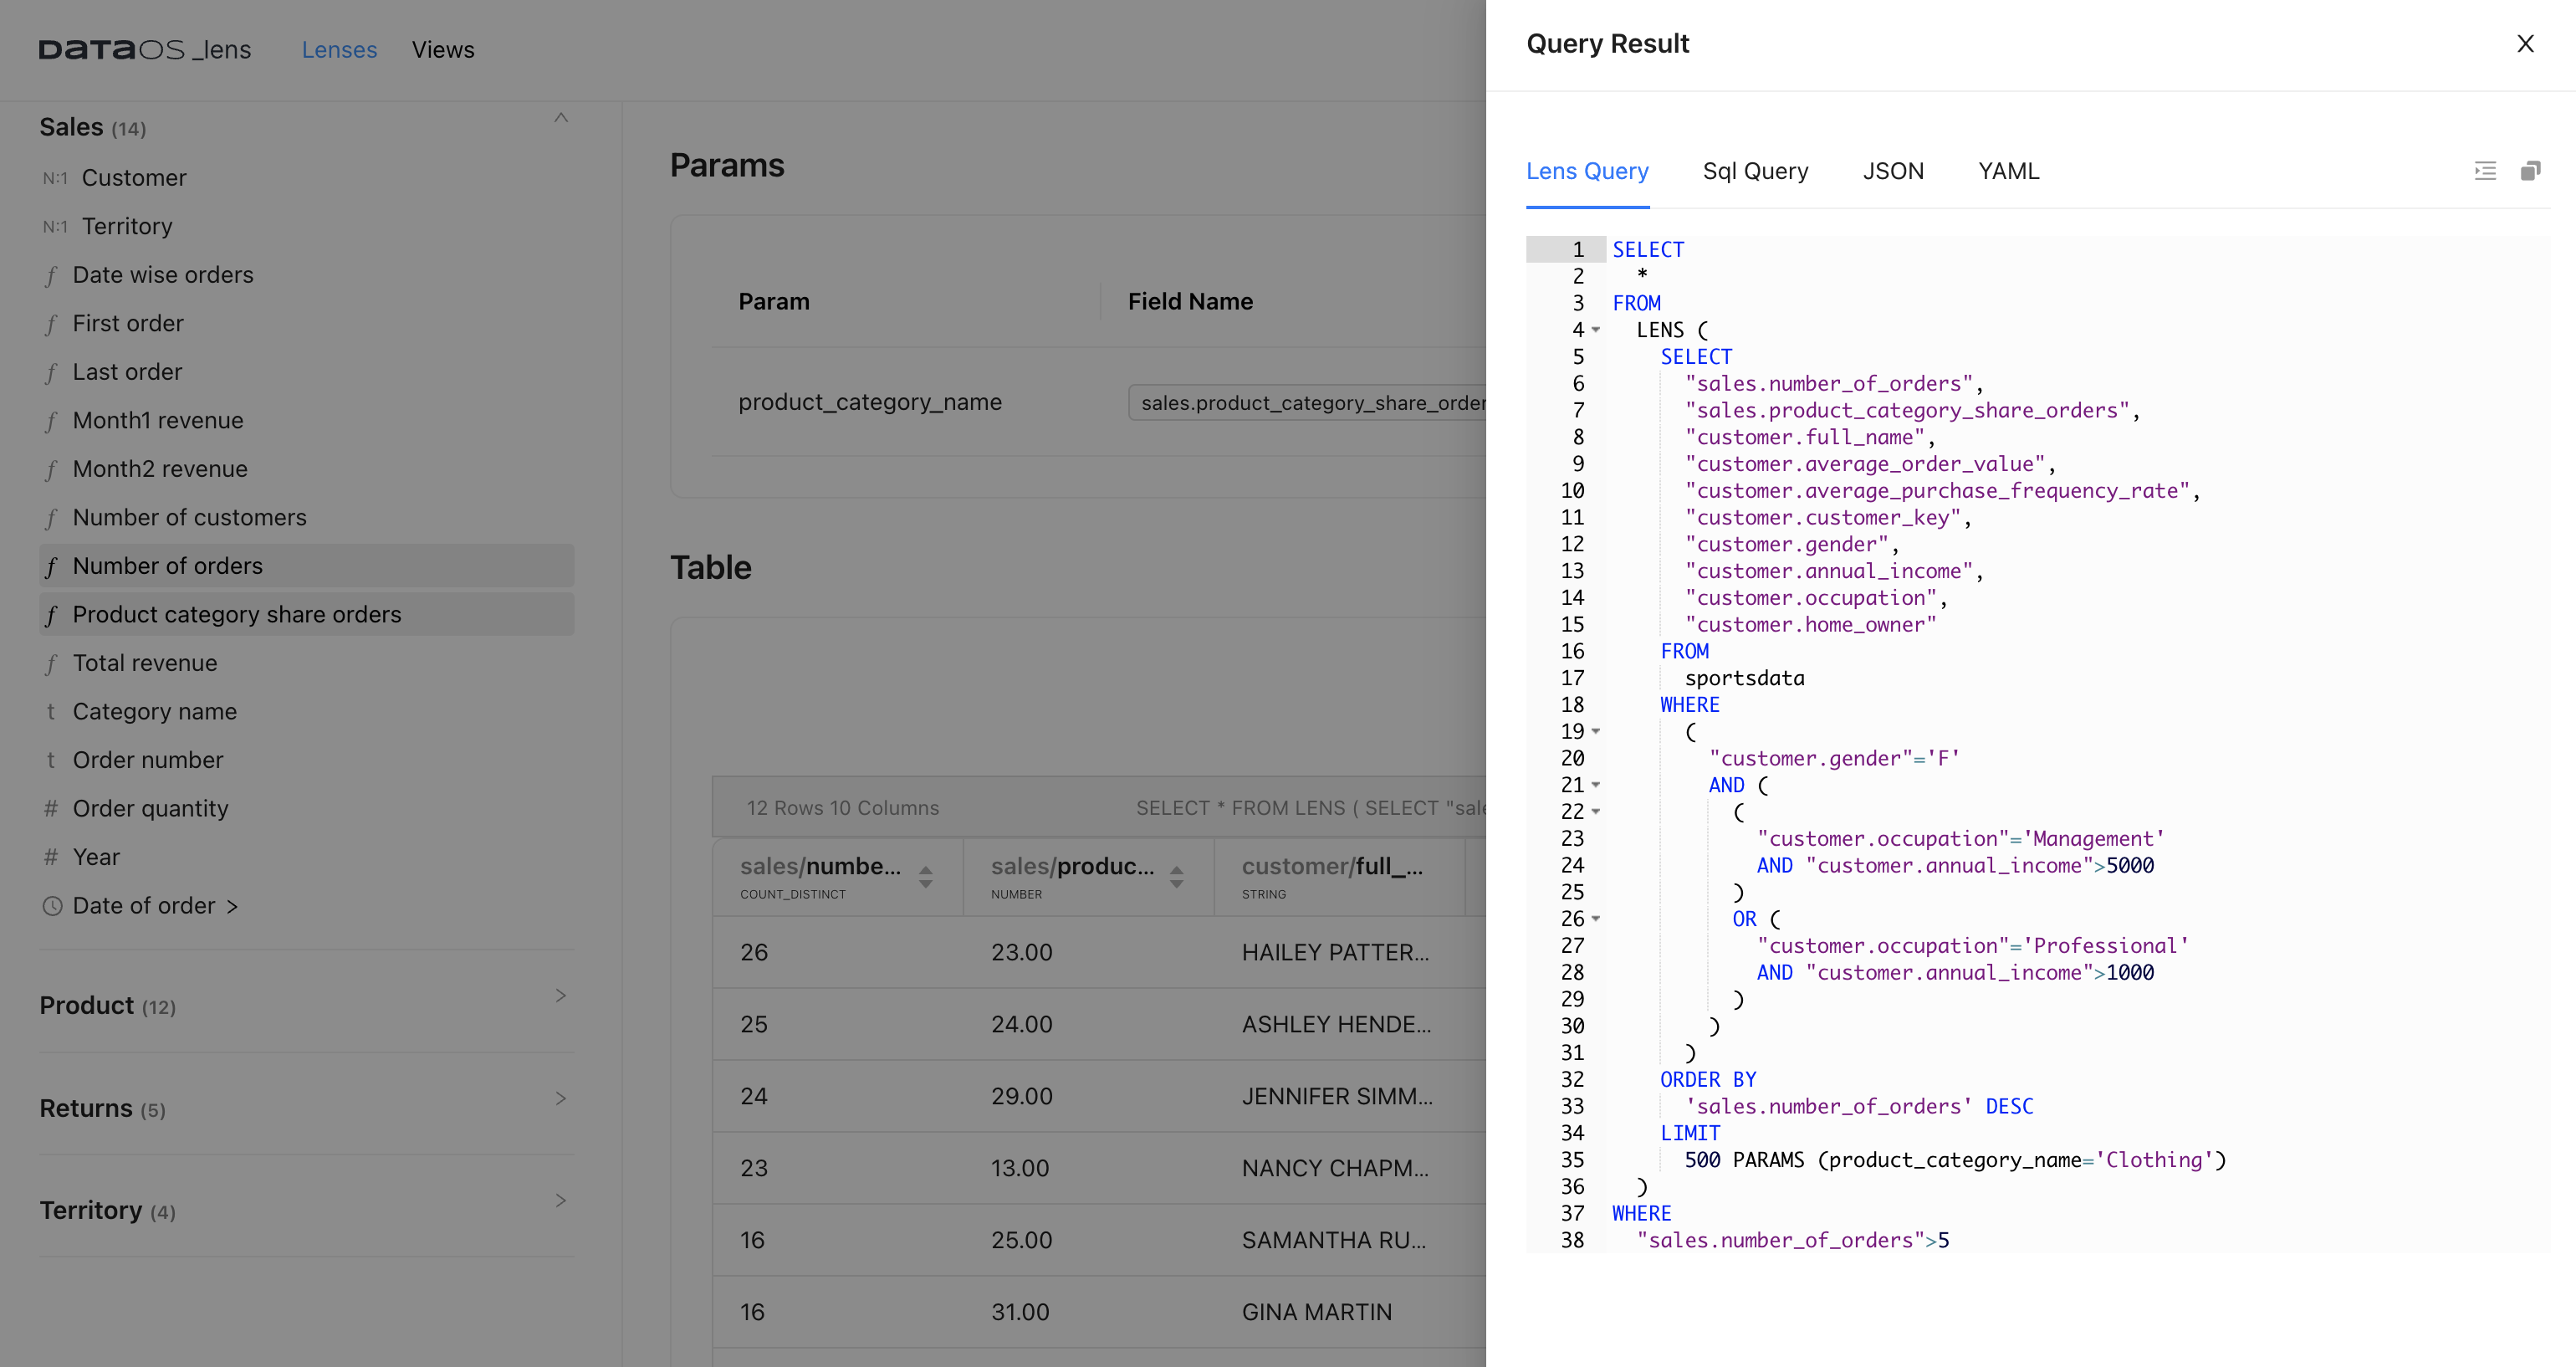 DATAOS _lens
Lenses
Views
Sales (14)
N:1 Customer
N:1 Territory
f Date wise orders
f First order
f Last order
f Month1 revenue
f Month2 revenue
f Number of customers
f Number of orders
f Product category share orders
f Total revenue
t Category name
t Order number
# Order quantity
# Year
Date of order >
Product (12)
Returns (5)
Territory (4)
Params
Param Field Name
product_category_name sales.product_category_share_order
Table
12 Rows 10 Columns SELECT * FROM LENS ( SELECT "sale
sales/numbe... sales/produc... customer/full_...
COUNT_DISTINCT NUMBER STRING
26 23.00 HAILEY PATTER...
25 24.00 ASHLEY HENDE...
24 29.00 JENNIFER SIMM...
23 13.00 NANCY CHAPM...
16 25.00 SAMANTHA RU...
16 31.00 GINA MARTIN
Query Result
Lens Query Sql Query JSON YAML
1 SELECT
2 *
3 FROM
4 LENS (
5 SELECT
6 "sales.number_of_orders",
7 "sales.product_category_share_orders",
8 "customer.full_name",
9 "customer.average_order_value",
10 "customer.average_purchase_frequency_rate",
11 "customer.customer_key",
12 "customer.gender",
13 "customer.annual_income",
14 "customer.occupation",
15 "customer.home_owner"
16 FROM
17 sportsdata
18 WHERE
19 (
20 "customer.gender"='F'
21 AND (
22 (
23 "customer.occupation"='Management'
24 AND "customer.annual_income">5000
25 )
26 OR (
27 "customer.occupation"='Professional'
28 AND "customer.annual_income">1000
29 )
30 )
31 )
32 ORDER BY
33 'sales.number_of_orders' DESC
34 LIMIT
35 500 PARAMS (product_category_name='Clothing')
36 )
37 WHERE
38 "sales.number_of_orders">5